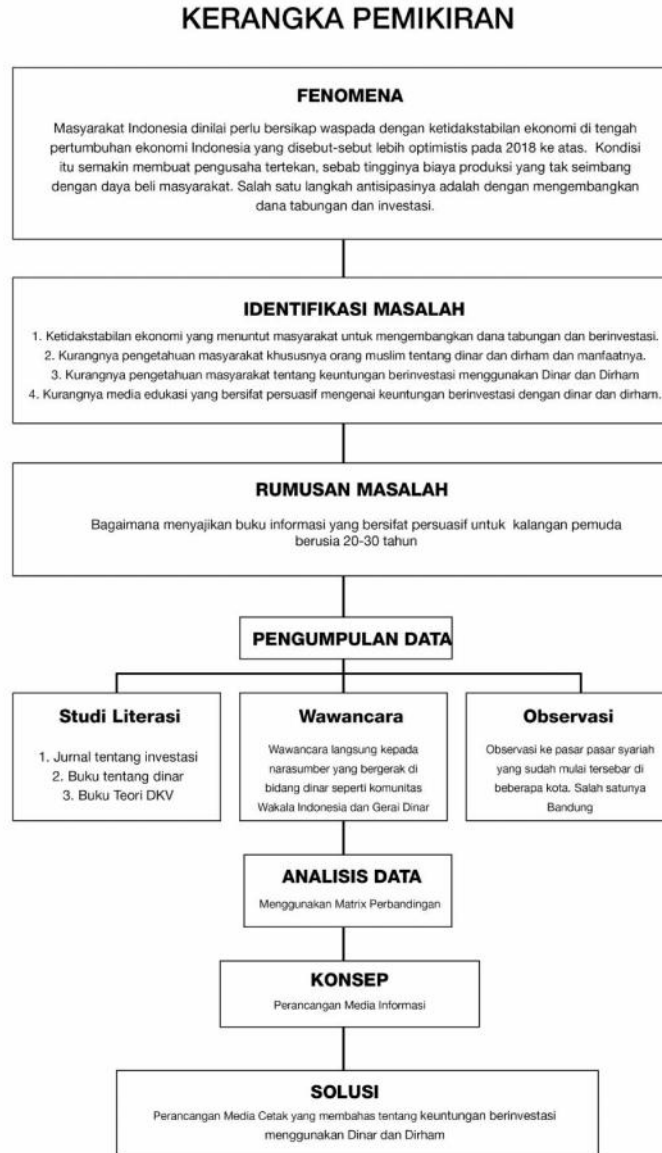 KERANGKA PEMIKIRAN
FENOMENA
Masyarakat Indonesia dinilai perlu bersikap waspada dengan ketidakstabilan ekonomi di tengah
pertumbuhan ekonomi Indonesia yang disebut-sebut lebih optimistis pada 2018 ke atas. Kondisi
itu semakin membuat pengusaha tertekan, sebab tingginya biaya produksi yang tak seimbang
dengan daya beli masyarakat. Salah satu langkah antisipasinya adalah dengan mengembangkan
dana tabungan dan investasi.
IDENTIFIKASI MASALAH
1. Ketidakstabilan ekonomi yang menuntut masyarakat untuk mengembangkan dana tabungan dan berinvestasi.
2. Kurangnya pengetahuan masyarakat khususnya orang muslim tentang dinar dan dirham dan manfaatnya.
3. Kurangnya pengetahuan masyarakat tentang keuntungan berinvestasi menggunakan Dinar dan Dirham
4. Kurangnya media edukasi yang bersifat persuasif mengenai keuntungan berinvestasi dengan dinar dan dirham.
RUMUSAN MASALAH
Bagaimana menyajikan buku informasi yang bersifat persuasif untuk kalangan pemuda
berusia 20-30 tahun
PENGUMPULAN DATA
Studi Literasi
1. Jurnal tentang investasi
2. Buku tentang dinar
3. Buku Teori DKV
Wawancara
Wawancara langsung kepada
narasumber yang bergerak di
bidang dinar seperti komunitas
Wakala Indonesia dan Gerai Dinar
Observasi
Observasi ke pasar pasar syariah
yang sudah mulai tersebar di
beberapa kota. Salah satunya
Bandung
ANALISIS DATA
Menggunakan Matrix Perbandingan
KONSEP
Perancangan Media Informasi
SOLUSI
Perancangan Media Cetak yang membahas tentang keuntungan berinvestasi
menggunakan Dinar dan Dirham